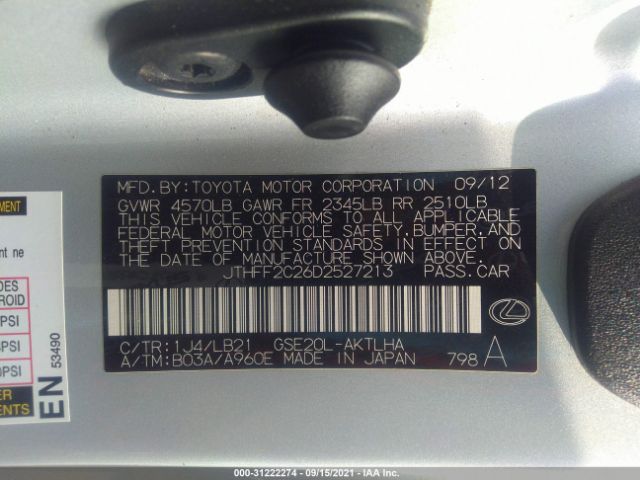 MFD. BY: TOYOTA MOTOR CORPORATION 09/12
GVWR 4570LB GAWR FR 2345LB RR 2510LB
THIS VEHICLE CONFORMS TO ALL APPLICABLE
FEDERAL MOTOR VEHICLE SAFETY, BUMPER, AND
THEFT PREVENTION STANDARDS IN EFFECT ON
THE DATE OF MANUFACTURE SHOWN ABOVE.
JTHFF2C26D2527213 PASS.CAR
C/TR:1J4/LB21 GSE20L-AKTLHA
A/TM:B03A/A960E MADE IN JAPAN 798 A
PSI
PSI
EN 53490
000-31222274 - 09/15/2021 - IAA Inc.